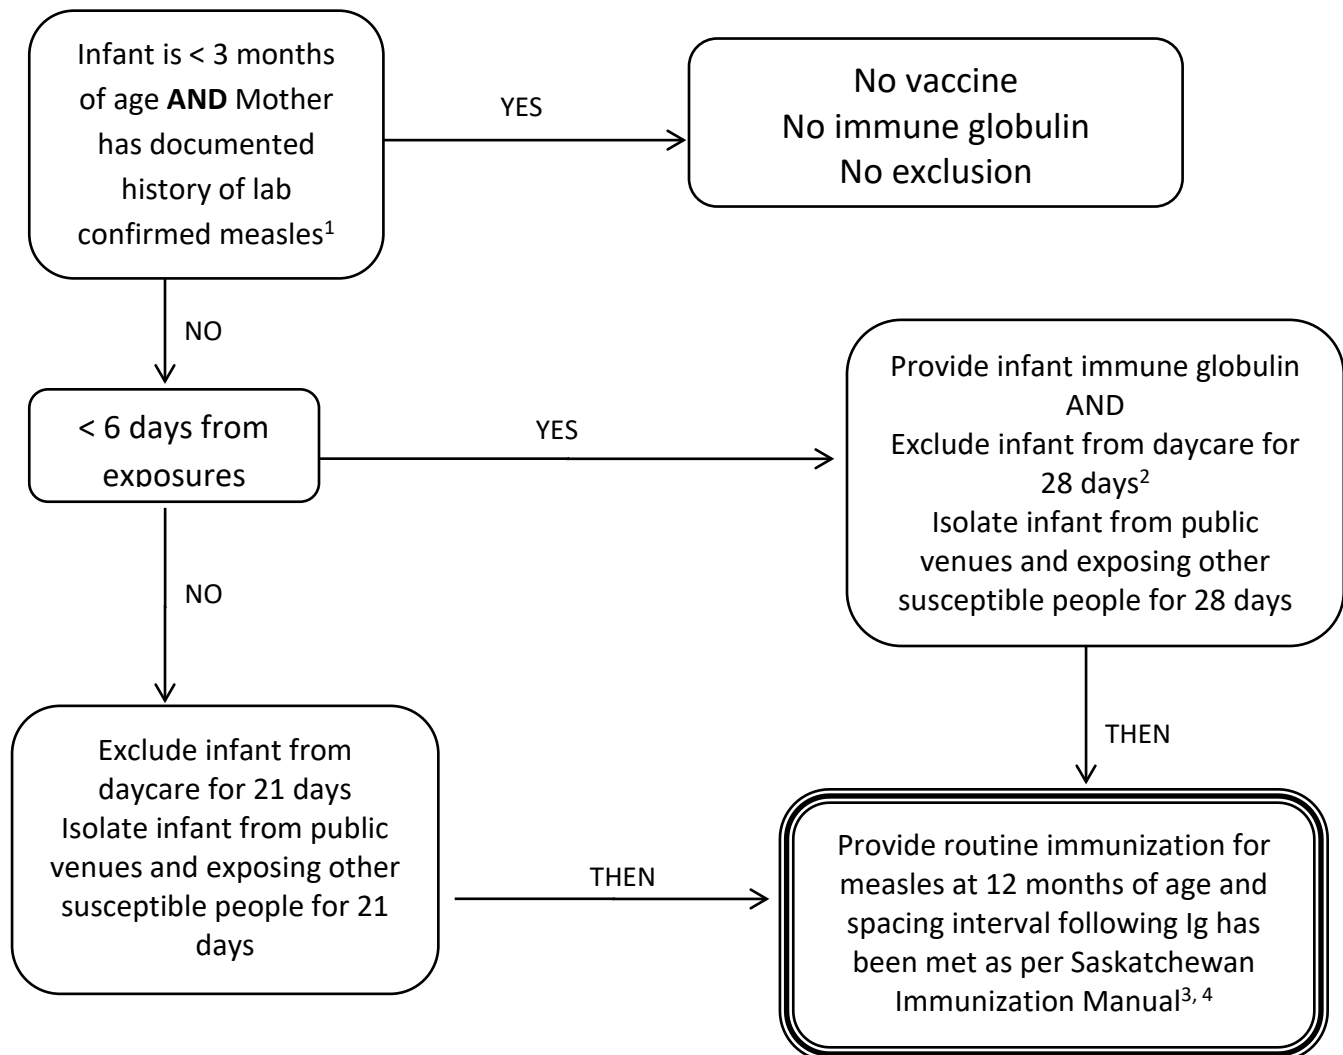 Infant is < 3 months
of age AND Mother
has documented
history of lab
confirmed measles1
YES
No vaccine
No immune globulin
No exclusion
NO
< 6 days from
exposures
YES
Provide infant immune globulin
AND
Exclude infant from daycare for
28 days2
Isolate infant from public
venues and exposing other
susceptible people for 28 days
NO
THEN
Exclude infant from
daycare for 21 days
Isolate infant from public
venues and exposing other
susceptible people for 21
days
THEN
Provide routine immunization for
measles at 12 months of age and
spacing interval following Ig has
been met as per Saskatchewan
Immunization Manual3, 4